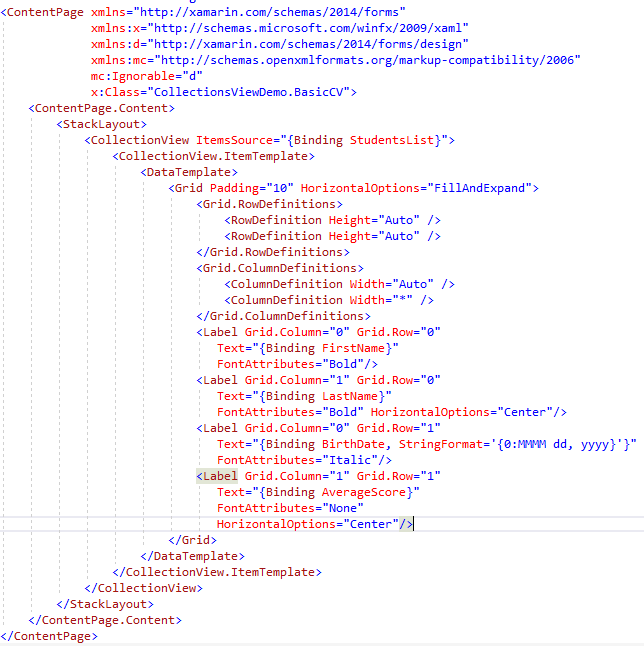 <ContentPage xmlns="http://xamarin.com/schemas/2014/forms"
             xmlns:x="http://schemas.microsoft.com/winfx/2009/xaml"
             xmlns:d="http://xamarin.com/schemas/2014/forms/design"
             xmlns:mc="http://schemas.openxmlformats.org/markup-compatibility/2006"
             mc:Ignorable="d"
             x:Class="CollectionsViewDemo.BasicCV">
    <ContentPage.Content>
        <StackLayout>
            <CollectionView ItemsSource="{Binding StudentsList}">
                <CollectionView.ItemTemplate>
                    <DataTemplate>
                        <Grid Padding="10" HorizontalOptions="FillAndExpand">
                            <Grid.RowDefinitions>
                                <RowDefinition Height="Auto" />
                                <RowDefinition Height="Auto" />
                            </Grid.RowDefinitions>
                            <Grid.ColumnDefinitions>
                                <ColumnDefinition Width="Auto" />
                                <ColumnDefinition Width="*" />
                            </Grid.ColumnDefinitions>
                            <Label Grid.Column="0" Grid.Row="0"
                               Text="{Binding FirstName}"
                               FontAttributes="Bold"/>
                            <Label Grid.Column="1" Grid.Row="0"
                               Text="{Binding LastName}"
                               FontAttributes="Bold" HorizontalOptions="Center"/>
                            <Label Grid.Column="0" Grid.Row="1"
                               Text="{Binding BirthDate, StringFormat='{0:MMMM dd, yyyy}'}"
                               FontAttributes="Italic"/>
                            <Label Grid.Column="1" Grid.Row="1"
                               Text="{Binding AverageScore}"
                               FontAttributes="None"
                               HorizontalOptions="Center"/>
                        </Grid>
                    </DataTemplate>
                </CollectionView.ItemTemplate>
            </CollectionView>
        </StackLayout>
    </ContentPage.Content>
</ContentPage>